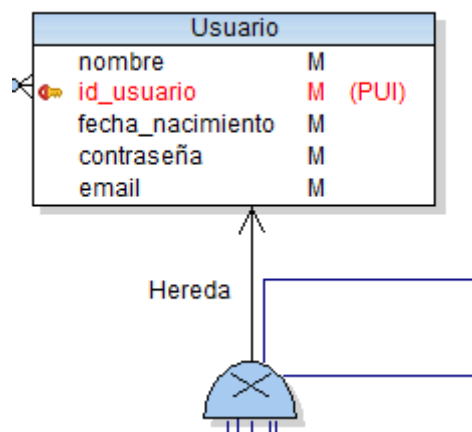 Usuario
nombre M
id_usuario M (PUI)
fecha_nacimiento M
contraseña M
email M
Hereda